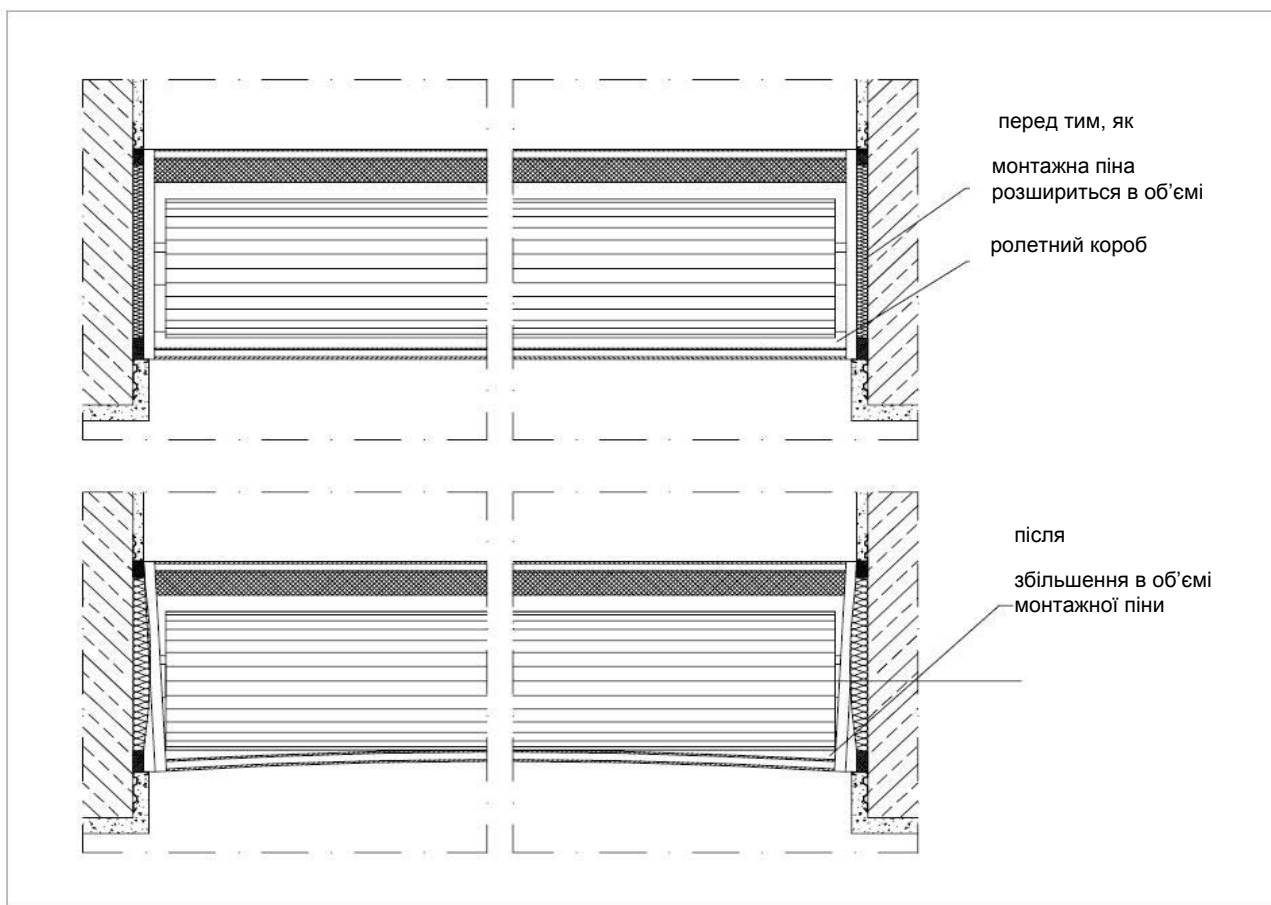 перед тим, як
монтажна піна
розшириться в об’ємі
ролетний короб
після
збільшення в об’ємі
монтажної піни